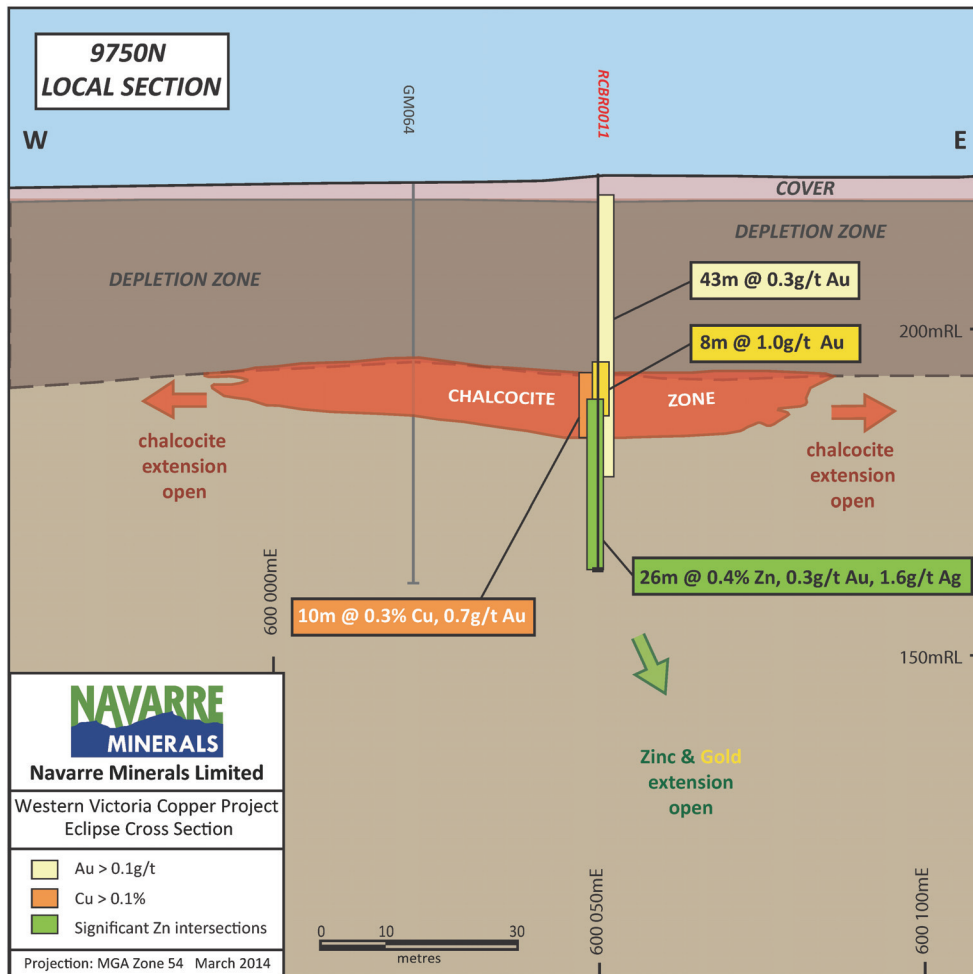 9750N
LOCAL SECTION
GM064
RCBR0011
W
E
COVER
DEPLETION ZONE
DEPLETION ZONE
43m @ 0.3g/t Au
200mRL
8m @ 1.0g/t Au
CHALCOCITE
ZONE
chalcocite
extension
open
chalcocite
extension
open
26m @ 0.4% Zn, 0.3g/t Au, 1.6g/t Ag
600 000mE
10m @ 0.3% Cu, 0.7g/t Au
150mRL
NAVARRE
MINERALS
Navarre Minerals Limited
Zinc & Gold
extension
open
Western Victoria Copper Project
Eclipse Cross Section
Au > 0.1g/t
Cu > 0.1%
Significant Zn intersections
0 10 30
metres
600 050mE
600 100mE
Projection: MGA Zone 54 March 2014